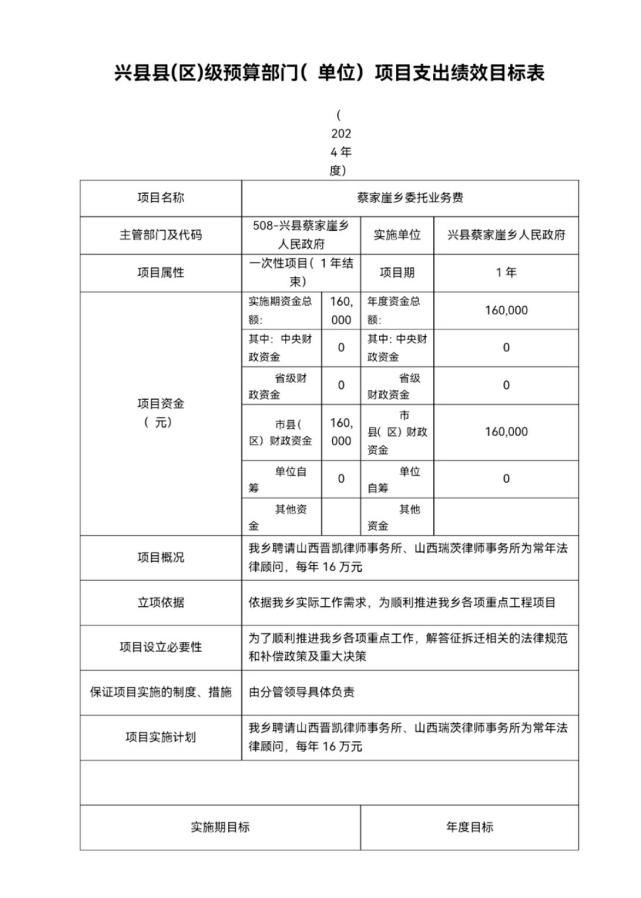 兴县县(区)级预算部门( 单位) 项目支出绩效目标表
(
202
4 年
度)
项目名称 蔡家崖乡委托业务费
主管部门及代码 508-兴县蔡家崖乡
人民政府 实施单位 兴县蔡家崖乡人民政府
项目属性 一次性项目( 1 年结
束) 项目期 1 年
项目资金
( 元)
实施期资金总
额: 160,
000 年度资金总
额: 160,000
其中: 中央财
政资金 0 其中: 中央财
政资金 0
省级财
政资金 0 省级
财政资金 0
市县(
区) 财政资金 160,
000 市
县( 区) 财政
资金 160,000
单位自
筹 0 单位
自筹 0
其他资
金 其他
资金
项目概况 我乡聘请山西晋凯律师事务所、山西瑞茨律师事务所为常年法
律顾问, 每年 16 万元
立项依据 依据我乡实际工作需求, 为顺利推进我乡各项重点工程项目
项目设立必要性 为了顺利推进我乡各项重点工作, 解答征拆迁相关的法律规范
和补偿政策及重大决策
保证项目实施的制度、措施 由分管领导具体负责
项目实施计划 我乡聘请山西晋凯律师事务所、山西瑞茨律师事务所为常年法
律顾问, 每年 16 万元
实施期目标 年度目标